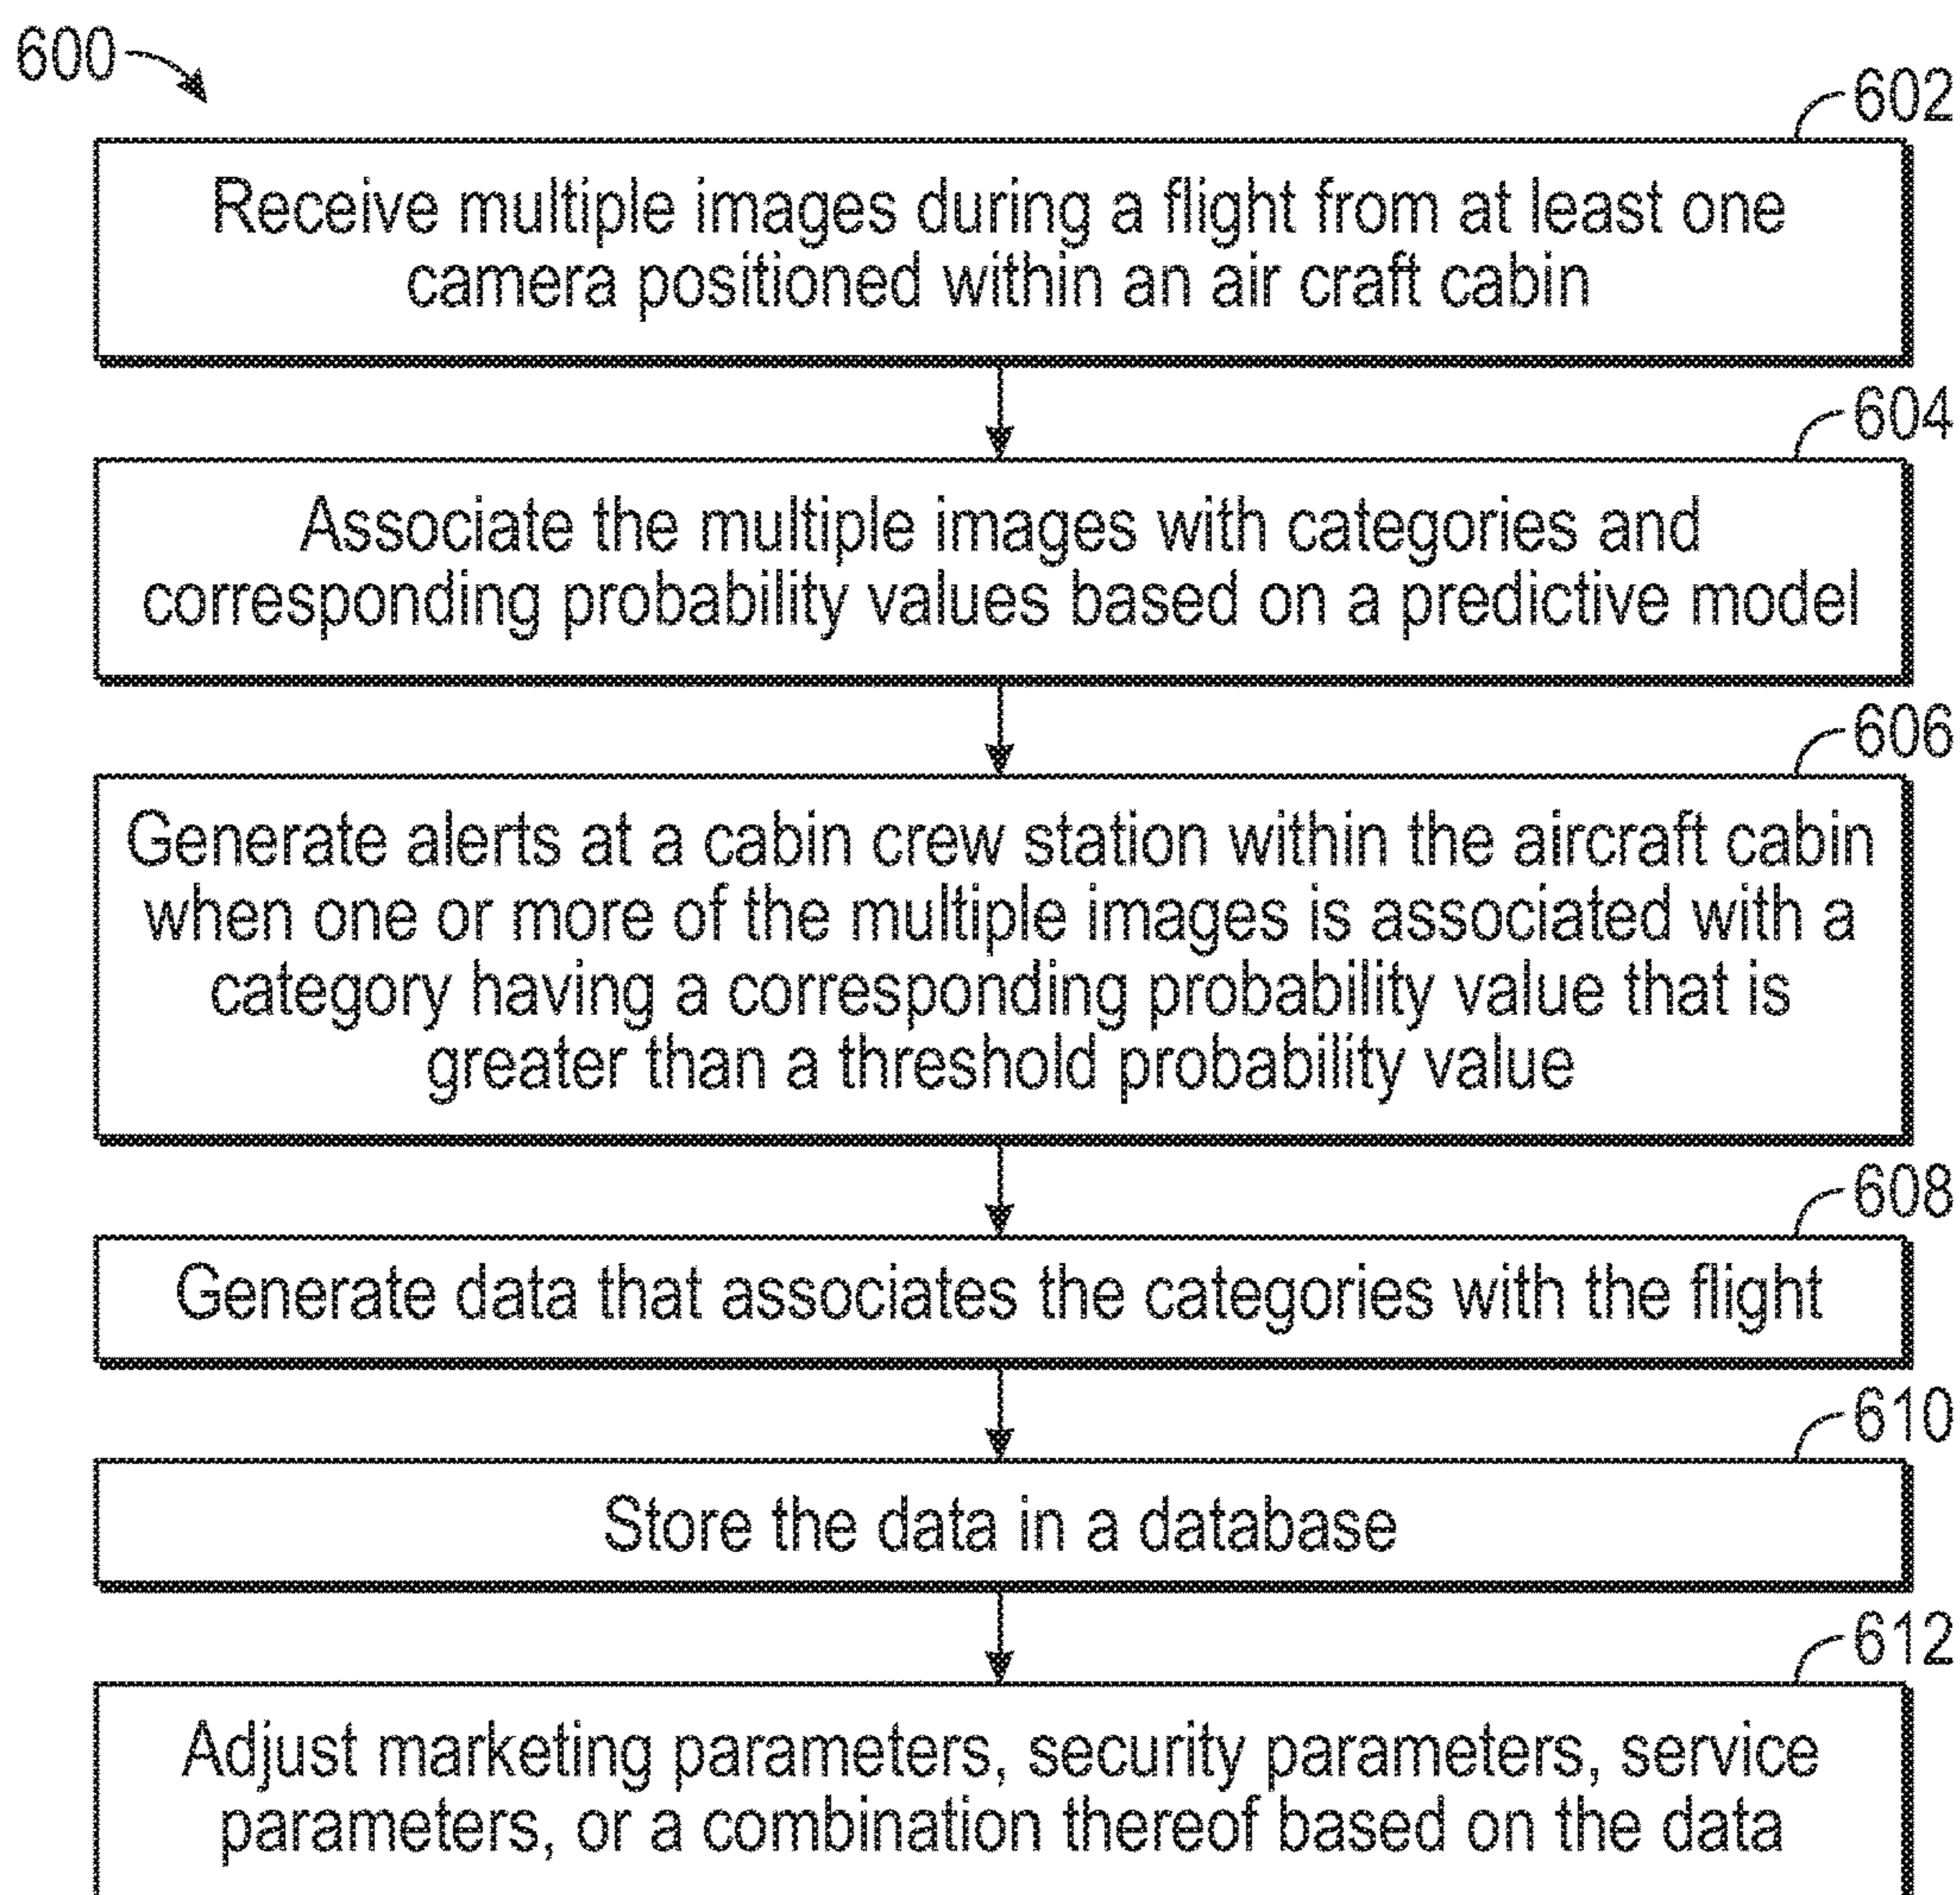 600
602
Receive multiple images during a flight from at least one
camera positioned within an air craft cabin
604
Associate the multiple images with categories and
corresponding probability values based on a predictive model
606
Generate alerts at a cabin crew station within the aircraft cabin
when one or more of the multiple images is associated with a
category having a corresponding probability value that is
greater than a threshold probability value
608
Generate data that associates the categories with the flight
610
Store the data in a database
612
Adjust marketing parameters, security parameters, service
parameters, or a combination thereof based on the data